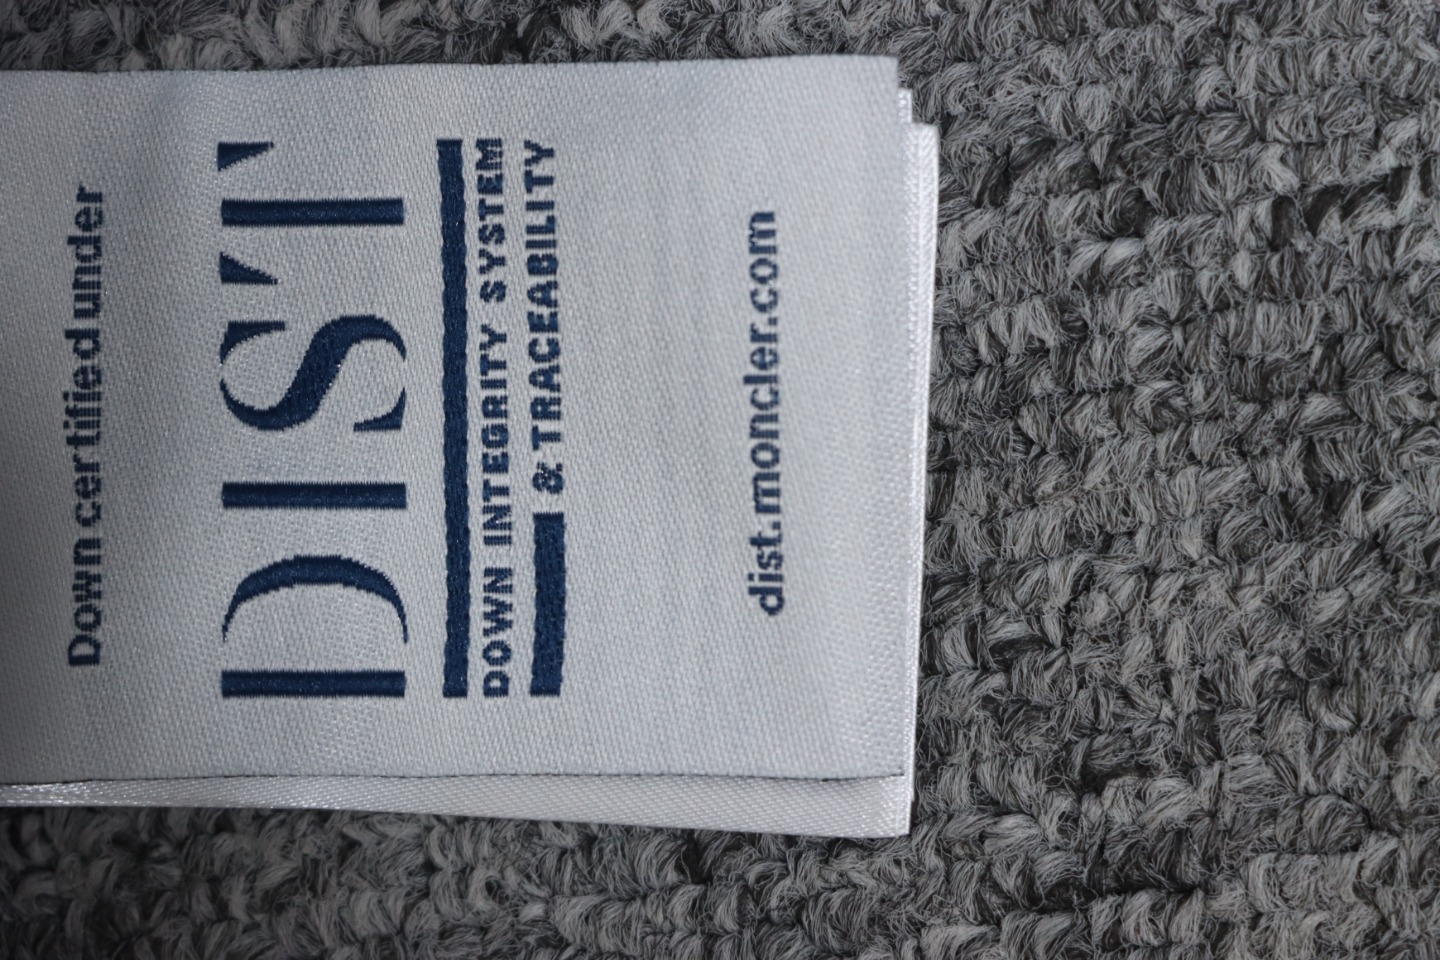 Down certified under
DIST
DOWN INTEGRITY SYSTEM
& TRACEABILITY
dist.moncler.com